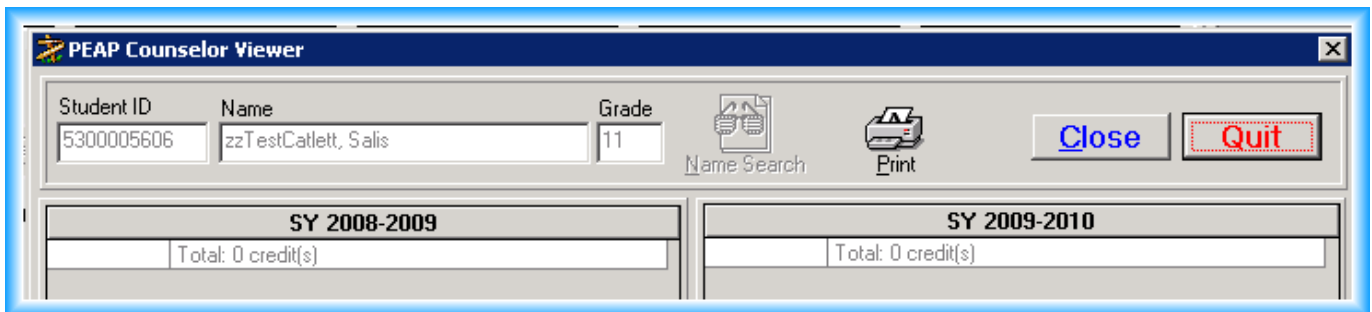 PEAP Counselor Viewer
Student ID Name Grade
5300005606 zzTestCatlett, Salis 11
Name Search Print Close Quit
SY 2008-2009 SY 2009-2010
Total: 0 credit(s) Total: 0 credit(s)